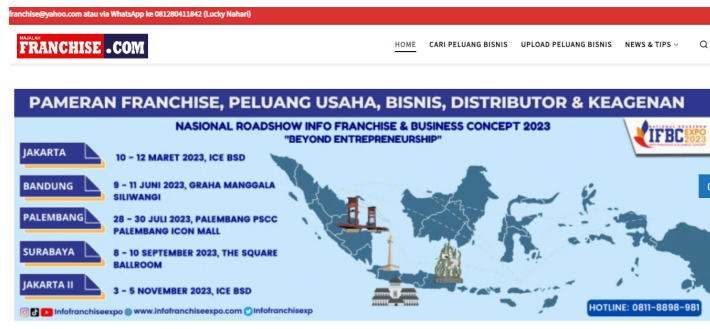 franchise@yahoo.com atau via WhatsApp ke 081280411842 (Lucky Nahari)
MAJALAH
FRANCHISE .COM
HOME CARI PELUANG BISNIS UPLOAD PELUANG BISNIS NEWS & TIPS
PAMERAN FRANCHISE, PELUANG USAHA, BISNIS, DISTRIBUTOR & KEAGENAN
NASIONAL ROADSHOW INFO FRANCHISE & BUSINESS CONCEPT 2023
"BEYOND ENTREPRENEURSHIP"
IFBC EXPO 2023
JAKARTA
10 - 12 MARET 2023, ICE BSD
BANDUNG
9 - 11 JUNI 2023, GRAHA MANGGALA
SILIWANGI
PALEMBANG
28 - 30 JULI 2023, PALEMBANG PSCC
PALEMBANG ICON MALL
SURABAYA
8 - 10 SEPTEMBER 2023, THE SQUARE
BALLROOM
JAKARTA II
3 - 5 NOVEMBER 2023, ICE BSD
Infofranchiseexpo www.infofranchiseexpo.com Infofranchisexp
HOTLINE: 0811-8898-981